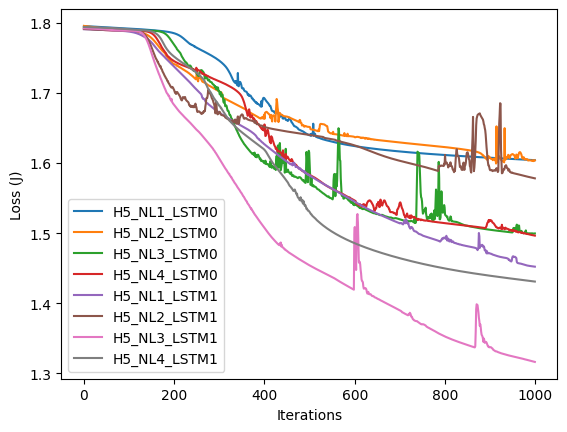 1.8
1.7
1.6
1.5
1.4
1.3
Loss (J)
H5_NL1_LSTM0
H5_NL2_LSTM0
H5_NL3_LSTM0
H5_NL4_LSTM0
H5_NL1_LSTM1
H5_NL2_LSTM1
H5_NL3_LSTM1
H5_NL4_LSTM1
0 200 400 600 800 1000
Iterations